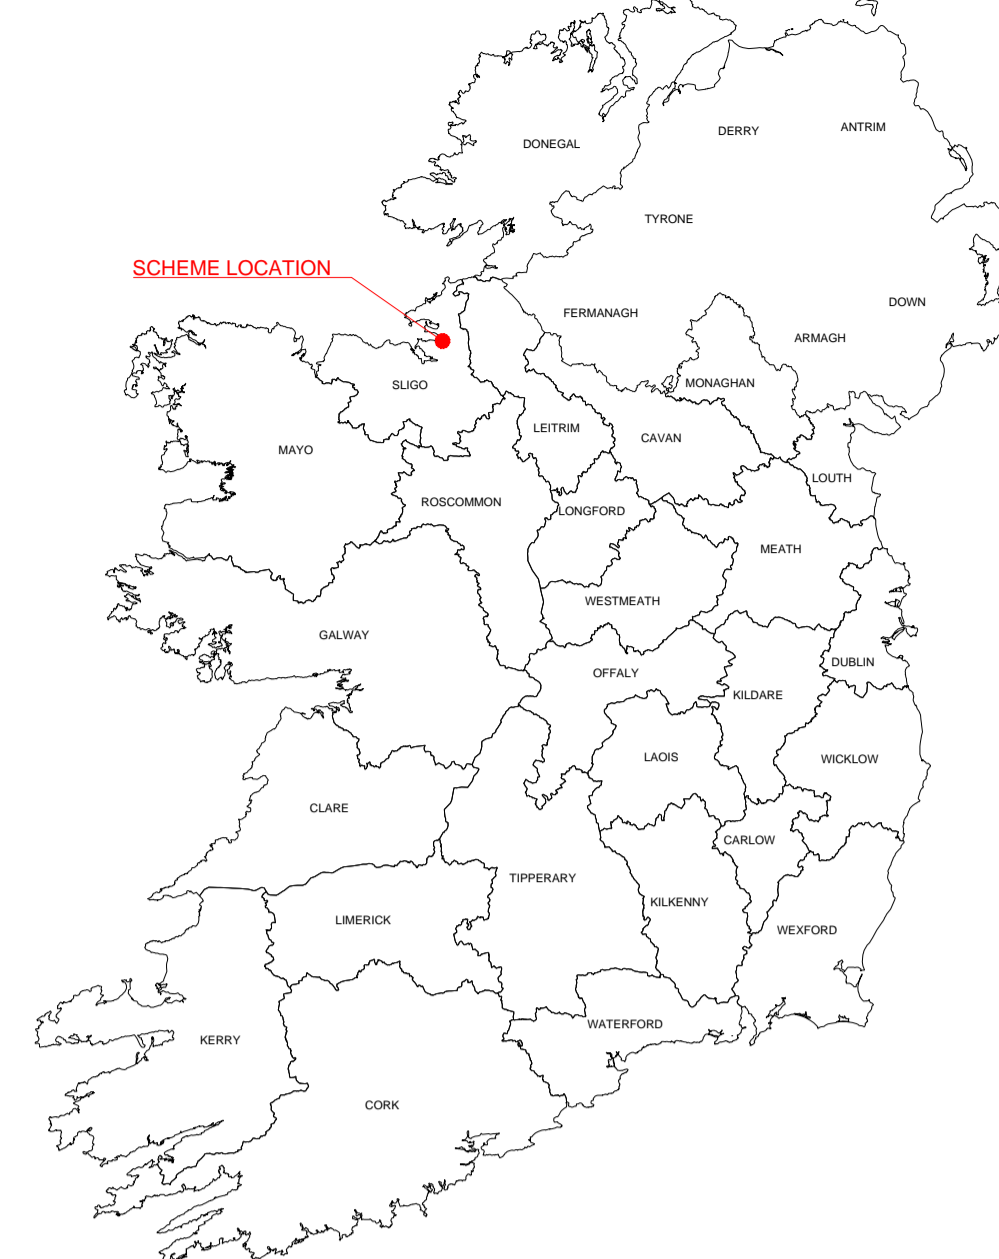 ANTRIM
DERRY
DONEGAL
TYRONE
SCHEME LOCATION
DOWN
FERMANAGH
ARMAGH
MONAGHAN
SLIGO
LEITRIM
CAVAN
MAYO
LOUTH
ROSCOMMON
LONGFORD
MEATH
WESTMEATH
GALWAY
DUBLIN
OFFALY
KILDARE
LAOIS
WICKLOW
CLARE
CARLOW
TIPPERARY
KILKENNY
LIMERICK
WEXFORD
WATERFORD
KERRY
CORK